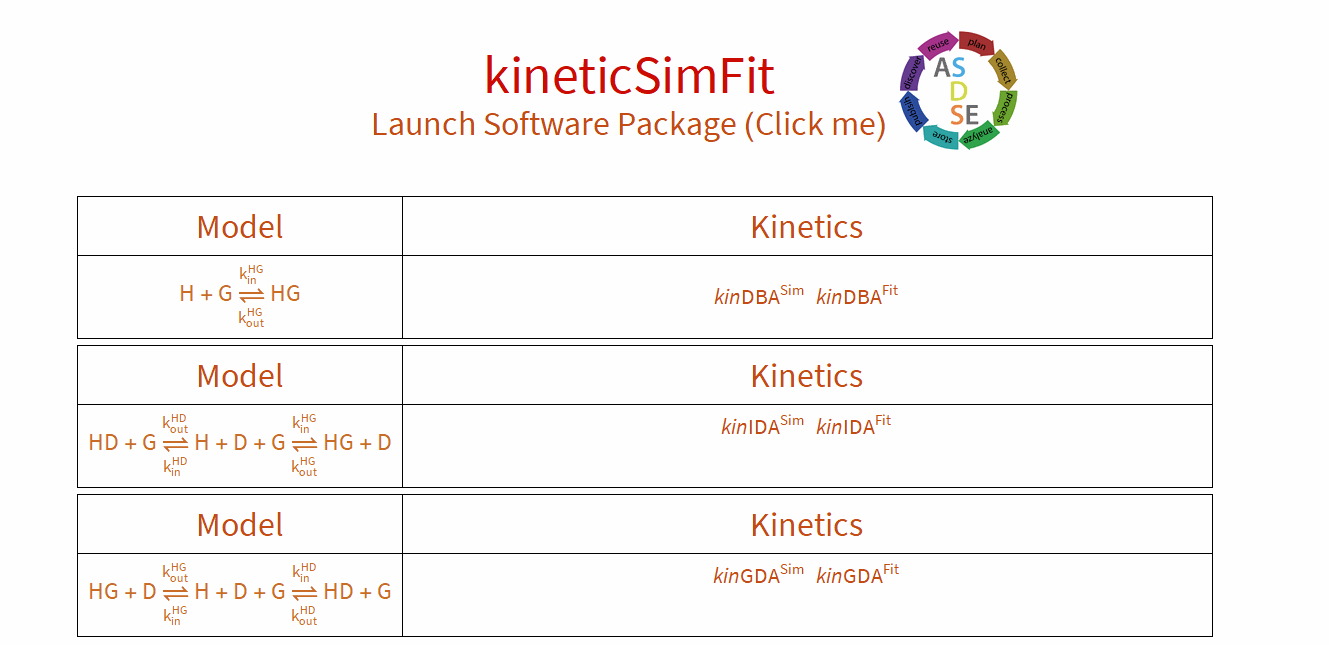 kineticSimFit
Launch Software Package (Click me)
reuse
plan
collect
process
analyze
store
publish
discover
AS
D
SE
Model
Kinetics
H + G k_in^HG ⇌ k_out^HG HG
kinDBA^Sim kinDBA^Fit
Model
Kinetics
HD + G k_out^HD ⇌ k_in^HD H + D + G k_in^HG ⇌ k_out^HG HG + D
kinIDA^Sim kinIDA^Fit
Model
Kinetics
HG + D k_out^HG ⇌ k_in^HG H + D + G k_in^HD ⇌ k_out^HD HD + G
kinGDA^Sim kinGDA^Fit